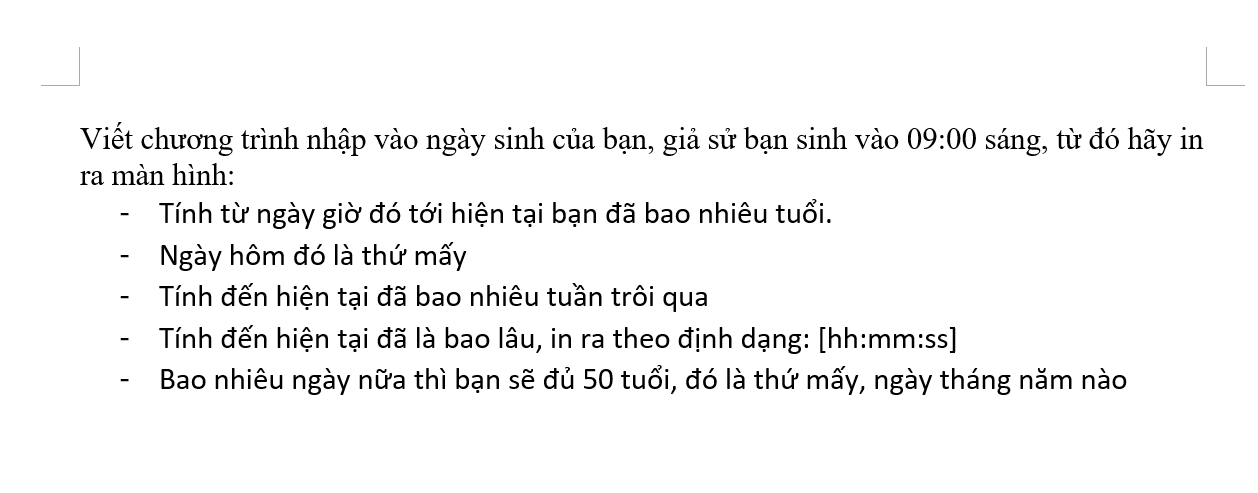 Viết chương trình nhập vào ngày sinh của bạn, giả sử bạn sinh vào 09:00 sáng, từ đó hãy in
ra màn hình:
- Tính từ ngày giờ đó tới hiện tại bạn đã bao nhiêu tuổi.
- Ngày hôm đó là thứ mấy
- Tính đến hiện tại đã bao nhiêu tuần trôi qua
- Tính đến hiện tại đã là bao lâu, in ra theo định dạng: [hh:mm:ss]
- Bao nhiêu ngày nữa thì bạn sẽ đủ 50 tuổi, đó là thứ mấy, ngày tháng năm nào